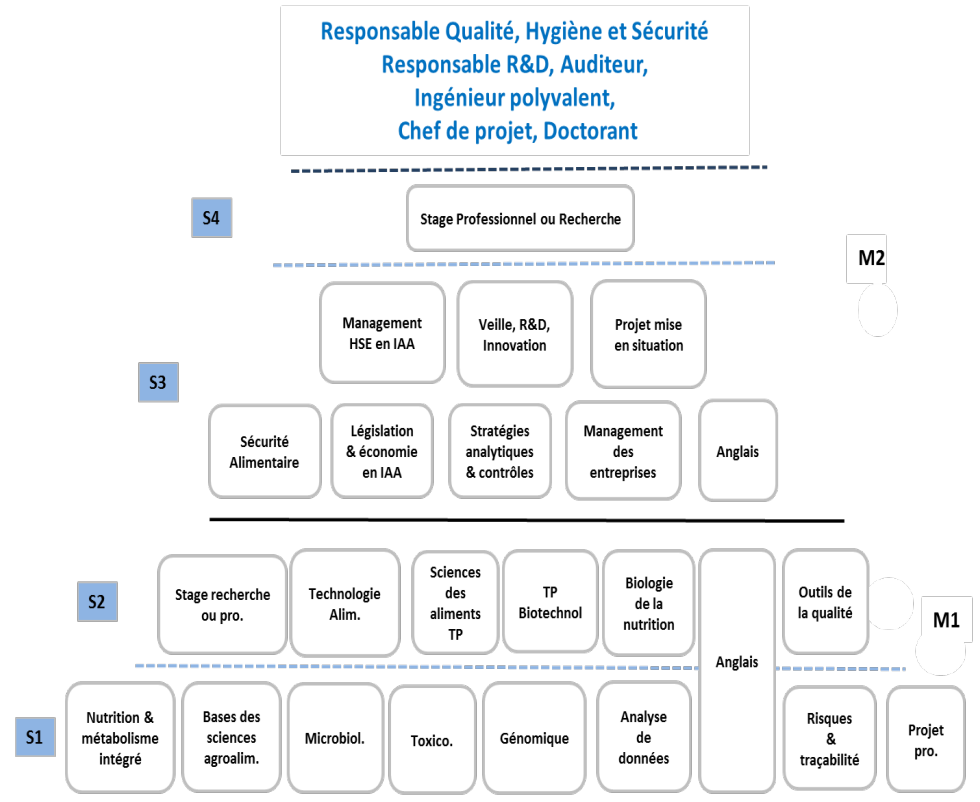 Responsable Qualité, Hygiène et Sécurité
Responsable R&D, Auditeur,
Ingénieur polyvalent,
Chef de projet, Doctorant
S4
Stage Professionnel ou Recherche
M2
Management
HSE en IAA
Veille, R&D,
Innovation
Projet mise
en situation
S3
Sécurité
Alimentaire
Législation
& économie
en IAA
Stratégies
analytiques
& contrôles
Management
des
entreprises
Anglais
S2
Stage recherche
ou pro.
Technologie
Alim.
Sciences
des
aliments
TP
TP
Biotechnol
Biologie
de la
nutrition
Anglais
Outils de
la qualité
M1
S1
Nutrition &
métabolisme
intégré
Bases des
sciences
agroalim.
Microbiol.
Toxico.
Génomique
Analyse
de
données
Risques
&
traçabilité
Projet
pro.